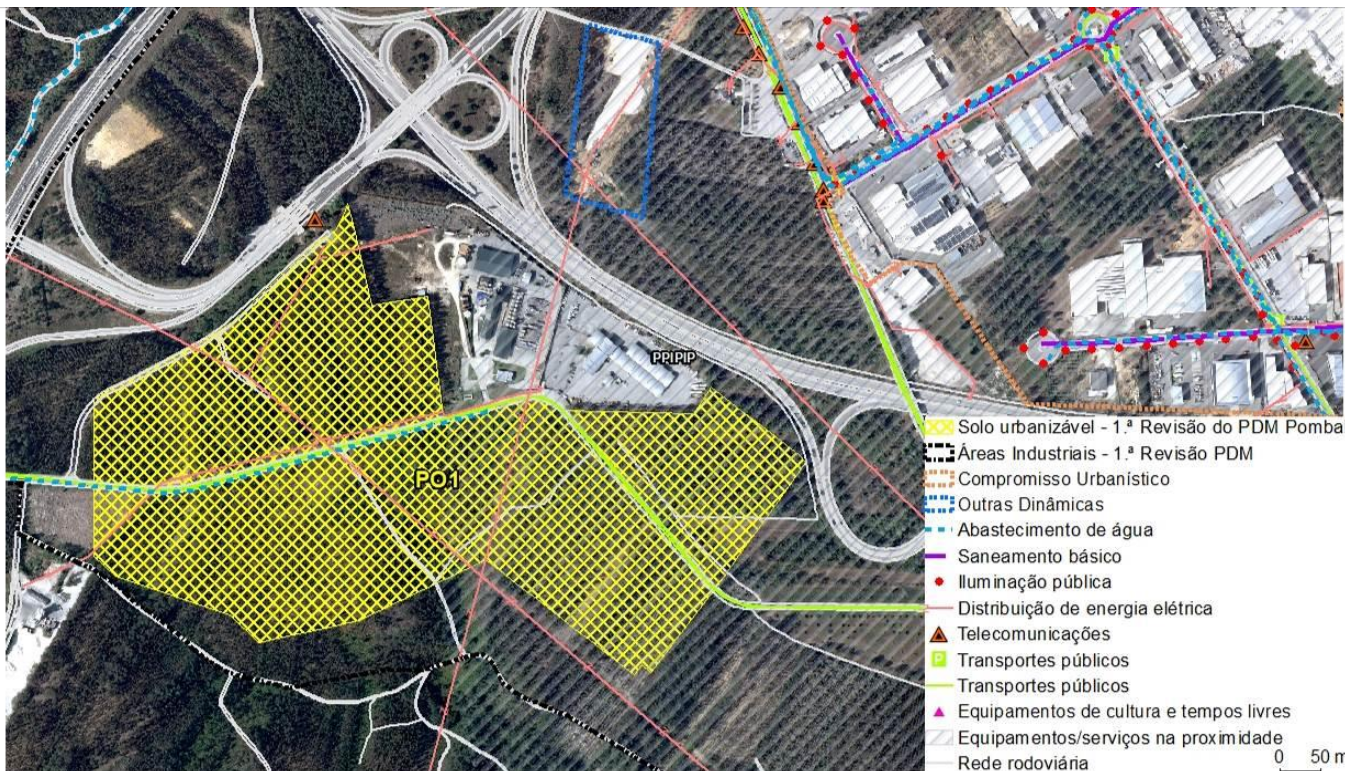 PPIPIP
PO1
Solo urbanizável - 1.ª Revisão do PDM Pombal
Áreas Industriais - 1.ª Revisão PDM
Compromisso Urbanístico
Outras Dinâmicas
Abastecimento de água
Saneamento básico
Iluminação pública
Distribuição de energia elétrica
Telecomunicações
P Transportes públicos
Transportes públicos
Equipamentos de cultura e tempos livres
Equipamentos/serviços na proximidade
Rede rodoviária
0 50 m